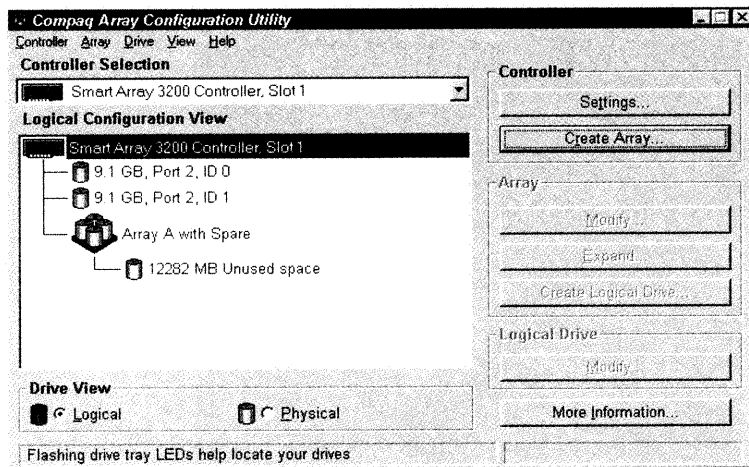 Compaq Array Configuration Utility
Controller Array Drive View Help
Controller Selection
Smart Array 3200 Controller, Slot 1
Logical Configuration View
Smart Array 3200 Controller, Slot 1
9.1 GB, Port 2, ID 0
9.1 GB, Port 2, ID 1
Array A with Spare
12282 MB Unused space
Drive View
Logical
Physical
Controller
Settings...
Create Array...
Array
Modify...
Expand...
Create Logical Drive...
Logical Drive
Modify...
More Information...
Flashing drive tray LEDs help locate your drives